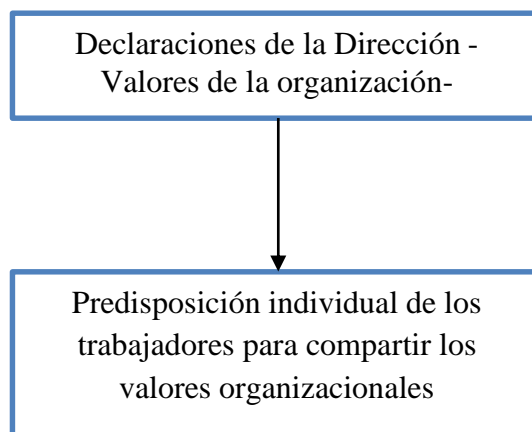 Declaraciones de la Dirección -
Valores de la organización-
Predisposición individual de los
trabajadores para compartir los
valores organizacionales